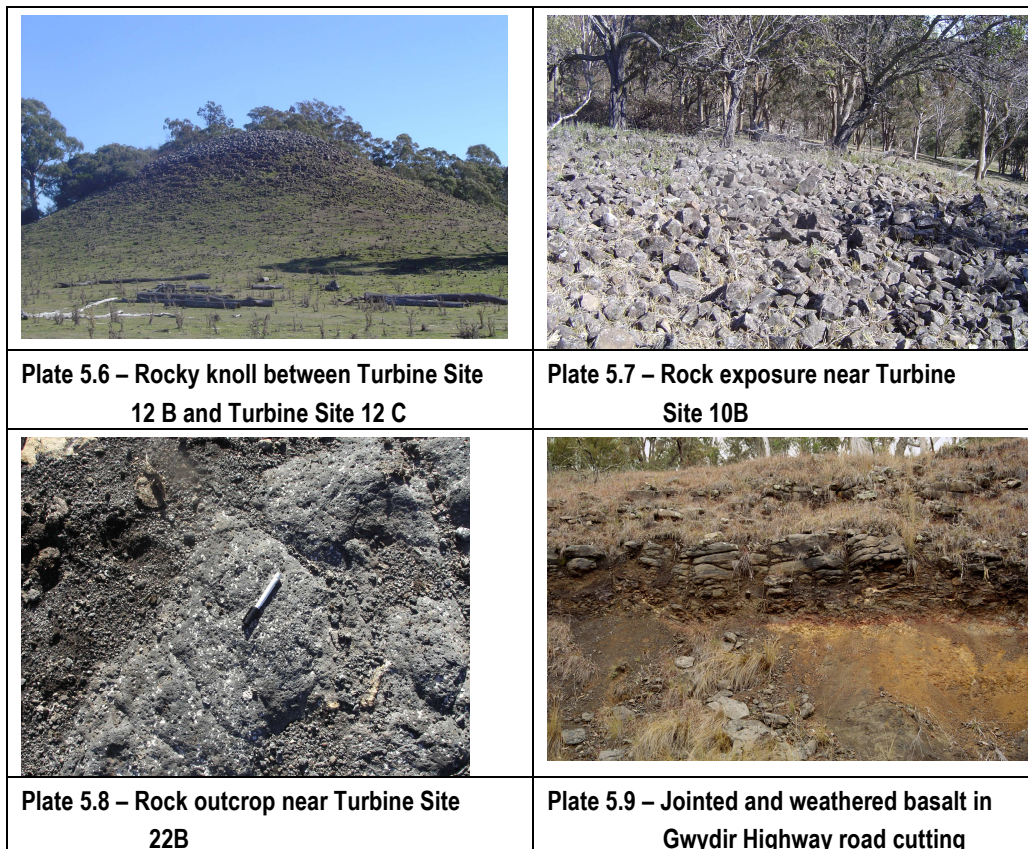 Plate 5.6 – Rocky knoll between Turbine Site
12 B and Turbine Site 12 C
Plate 5.7 – Rock exposure near Turbine
Site 10B
Plate 5.8 – Rock outcrop near Turbine Site
22B
Plate 5.9 – Jointed and weathered basalt in
Gwydir Highway road cutting